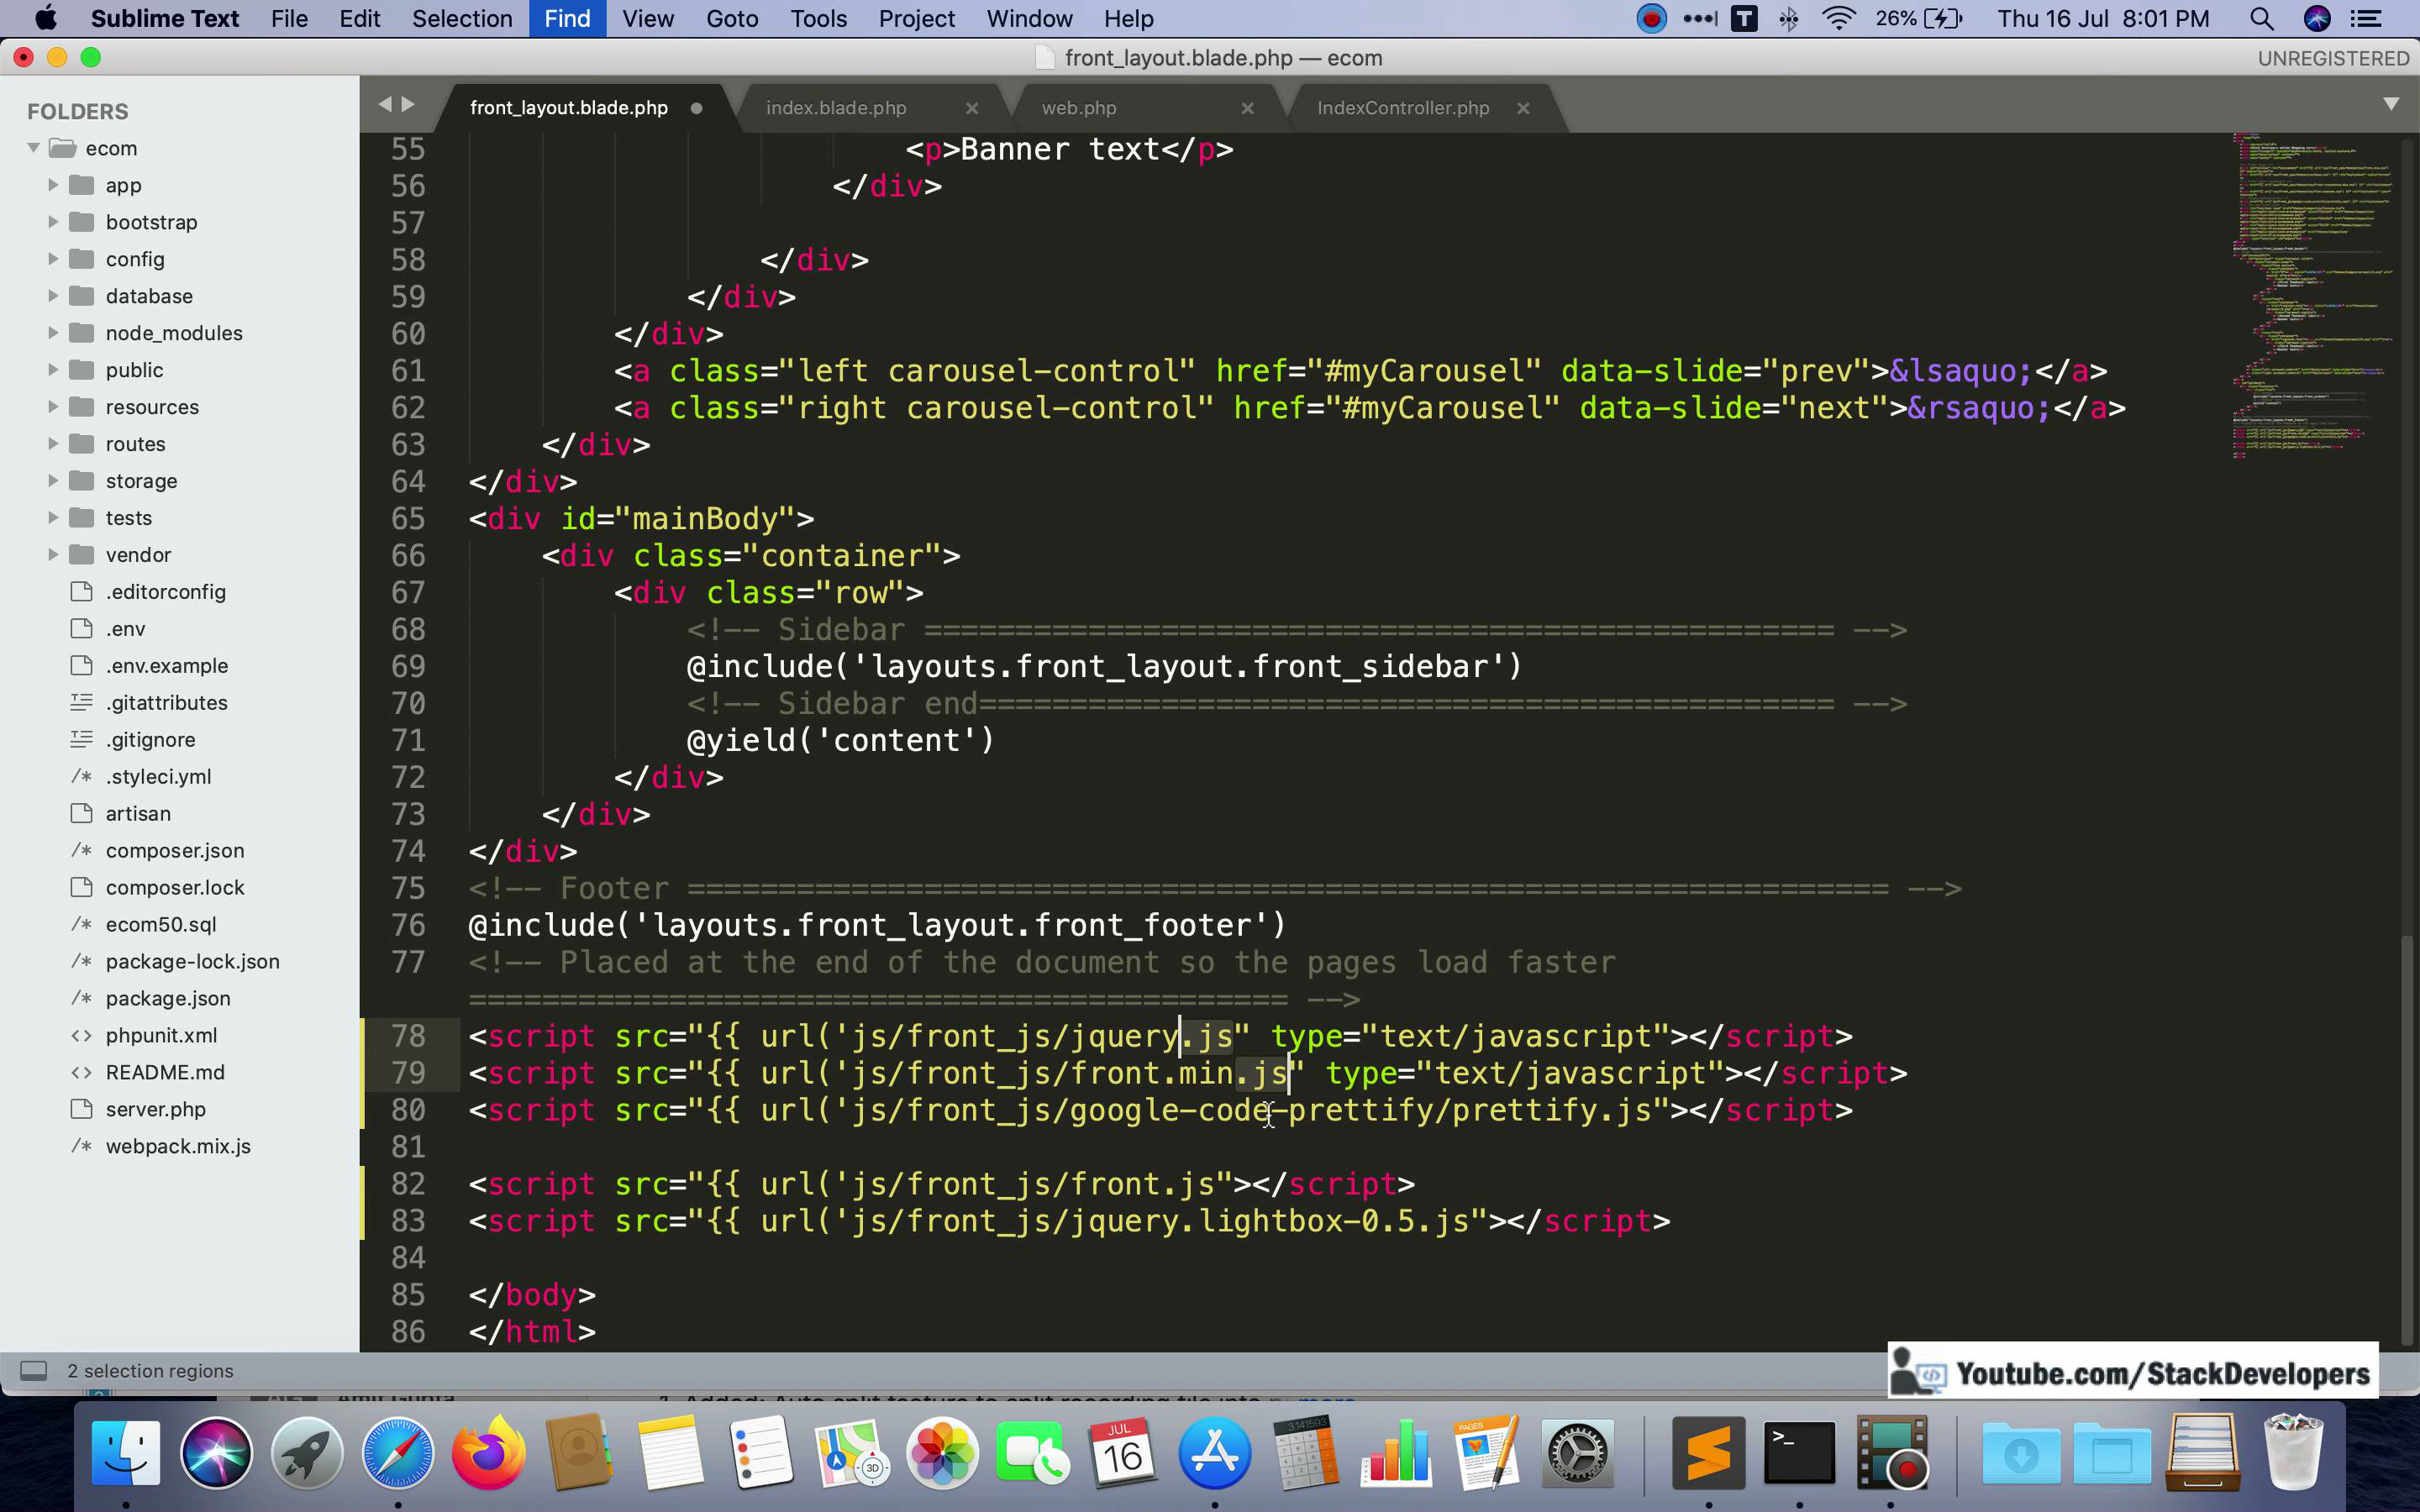 Sublime Text File Edit Selection Find View Goto Tools Project Window Help 26% Thu 16 Jul 8:01 PM
front_layout.blade.php — ecom UNREGISTERED
FOLDERS
ecom
app
bootstrap
config
database
node_modules
public
resources
routes
storage
tests
vendor
.editorconfig
.env
.env.example
.gitattributes
.gitignore
.styleci.yml
artisan
composer.json
composer.lock
ecom50.sql
package-lock.json
package.json
phpunit.xml
README.md
server.php
webpack.mix.js
front_layout.blade.php index.blade.php web.php IndexController.php
55 <p>Banner text</p>
56 </div>
57
58 </div>
59 </div>
60 </div>
61 <a class="left carousel-control" href="#myCarousel" data-slide="prev">&lsaquo;</a>
62 <a class="right carousel-control" href="#myCarousel" data-slide="next">&rsaquo;</a>
63 </div>
64 </div>
65 <div id="mainBody">
66 <div class="container">
67 <div class="row">
68 <!-- Sidebar ================================================== -->
69 @include('layouts.front_layout.front_sidebar')
70 <!-- Sidebar end=============================================== -->
71 @yield('content')
72 </div>
73 </div>
74 </div>
75 <!-- Footer ================================================================== -->
76 @include('layouts.front_layout.front_footer')
77 <!-- Placed at the end of the document so the pages load faster
============================================= -->
78 <script src="{{ url('js/front_js/jquery.js" type="text/javascript"></script>
79 <script src="{{ url('js/front_js/front.min.js" type="text/javascript"></script>
80 <script src="{{ url('js/front_js/google-code-prettify/prettify.js"></script>
81
82 <script src="{{ url('js/front_js/front.js"></script>
83 <script src="{{ url('js/front_js/jquery.lightbox-0.5.js"></script>
84
85 </body>
86 </html>
2 selection regions
Youtube.com/StackDevelopers
JUL
16